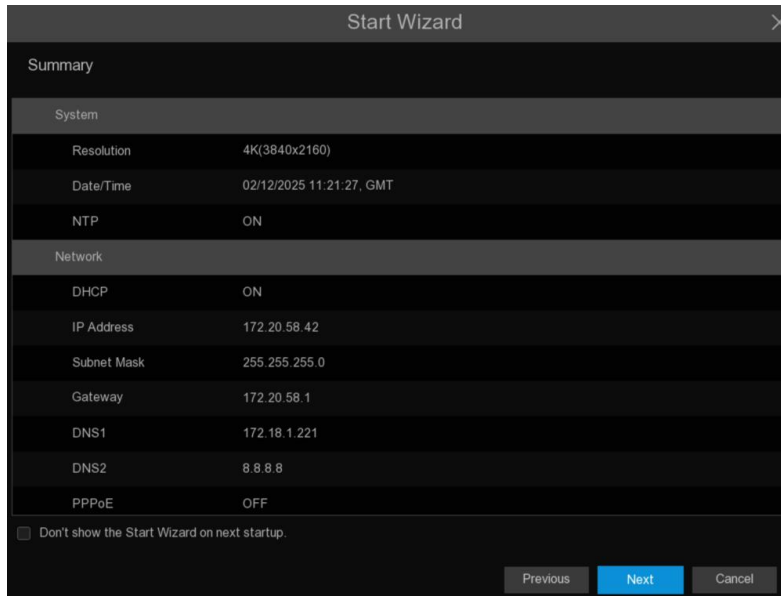 Start Wizard
Summary
System
Resolution 4K(3840x2160)
Date/Time 02/12/2025 11:21:27, GMT
NTP ON
Network
DHCP ON
IP Address 172.20.58.42
Subnet Mask 255.255.255.0
Gateway 172.20.58.1
DNS1 172.18.1.221
DNS2 8.8.8.8
PPPoE OFF
Don't show the Start Wizard on next startup.
Previous Next Cancel